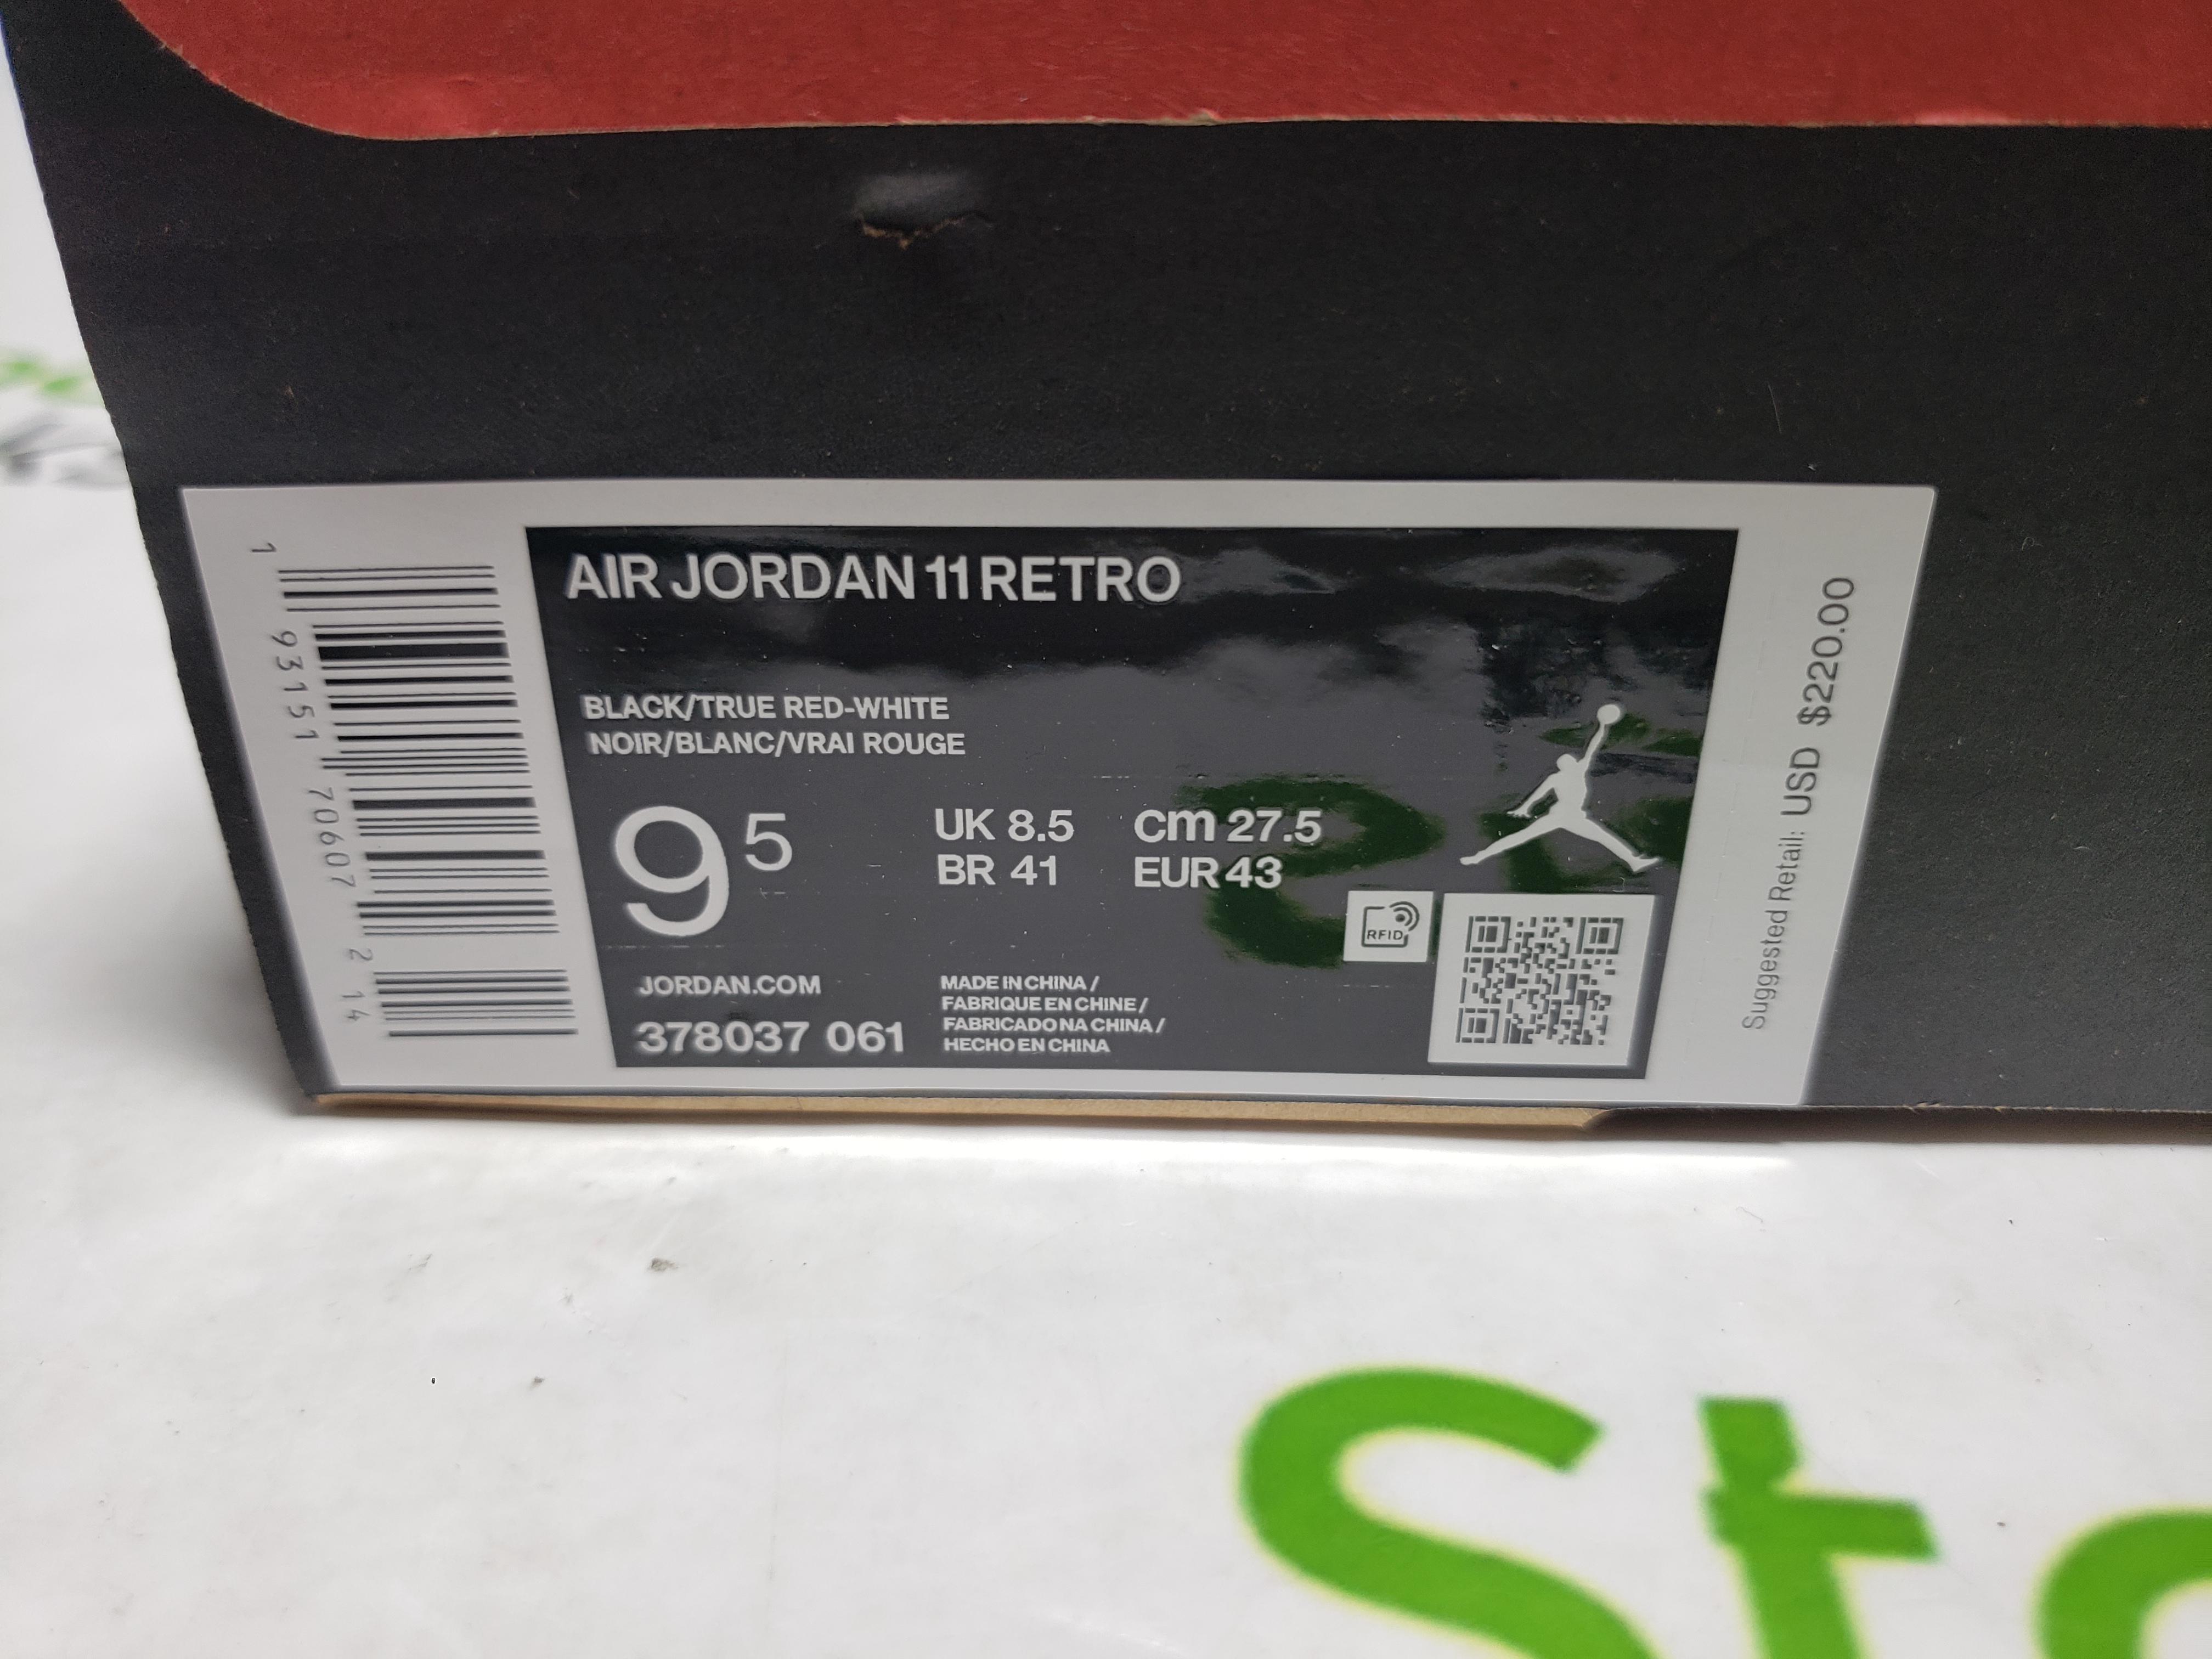 AIR JORDAN 11 RETRO
BLACK/TRUE RED-WHITE
NOIR/BLANC/VRAI ROUGE
9 5
UK 8.5 cm 27.5
BR 41 EUR 43
RFID
JORDAN.COM
378037 061
MADE IN CHINA /
FABRIQUE EN CHINE /
FABRICADO NA CHINA /
HECHO EN CHINA
1 93151 70607 2 14
Suggested Retail: USD $220.00